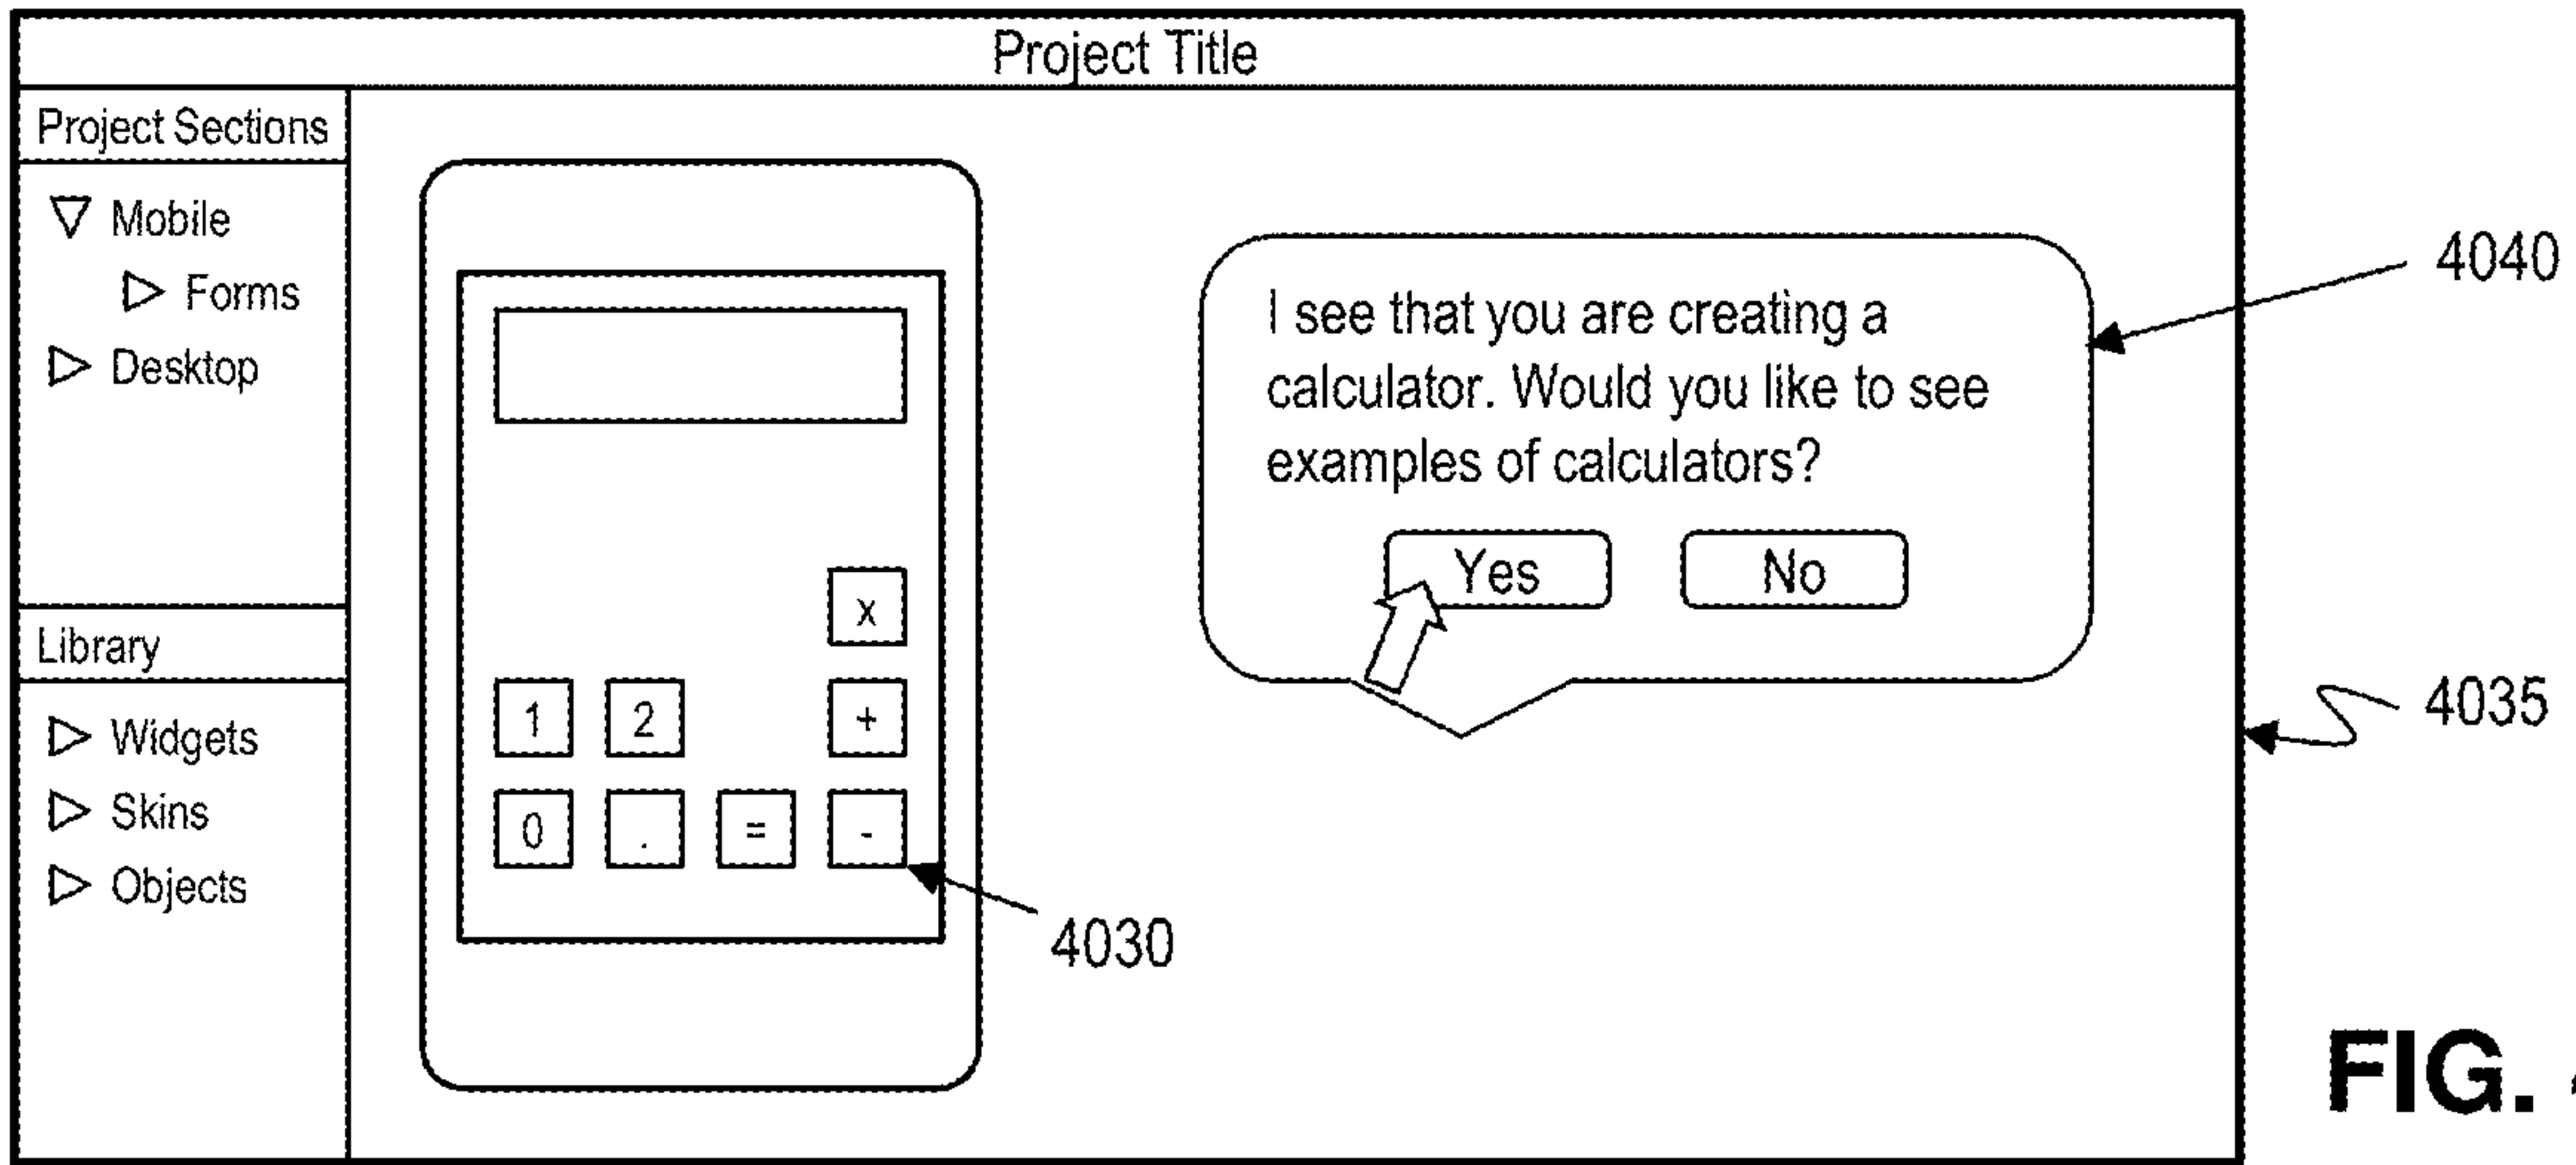 Project Title
Project Sections
▽ Mobile
▷ Forms
▷ Desktop
Library
▷ Widgets
▷ Skins
▷ Objects
x
1 2 +
0 . = -
4030
I see that you are creating a
calculator. Would you like to see
examples of calculators?
Yes No
4040
4035
FIG.